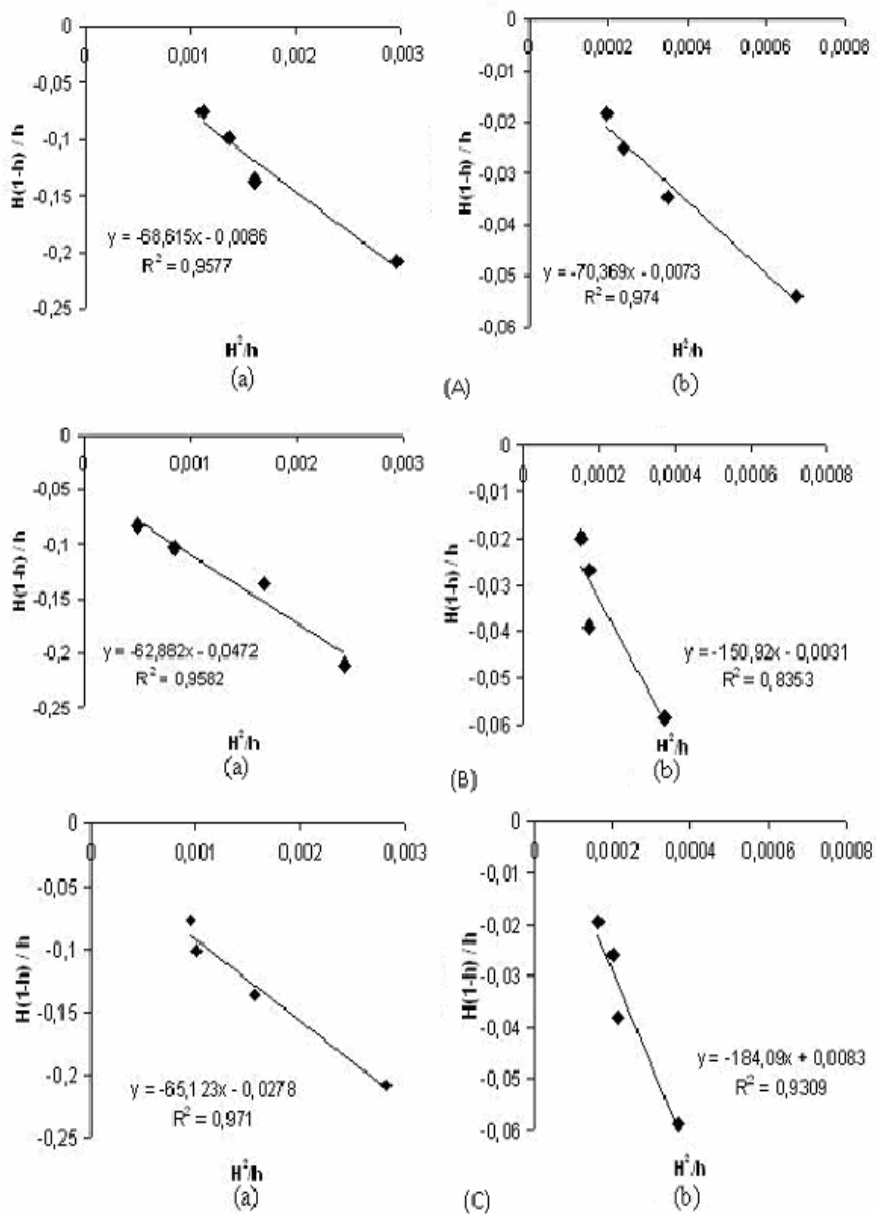 0
0 0,001 0,002 0,003
-0,05
-0,1
-0,15
-0,2
-0,25
H(1-h) / h
y = -68,615x - 0,0086
R² = 0,9577
H²/h
(a)
0
0 0,0002 0,0004 0,0006 0,0008
-0,01
-0,02
-0,03
-0,04
-0,05
-0,06
H(1-h) / h
y = -70,369x - 0,0073
R² = 0,974
H²/h
(b)
(A)
0
0 0,001 0,002 0,003
-0,05
-0,1
-0,15
-0,2
-0,25
H(1-h) / h
y = -62,882x - 0,0472
R² = 0,9582
H²/h
(a)
0
0 0,0002 0,0004 0,0006 0,0008
-0,01
-0,02
-0,03
-0,04
-0,05
-0,06
H(1-h) / h
y = -150,92x - 0,0031
R² = 0,8353
H²/h
(b)
(B)
0
0 0,001 0,002 0,003
-0,05
-0,1
-0,15
-0,2
-0,25
H(1-h) / h
y = -65,123x - 0,0278
R² = 0,971
H²/h
(a)
0
0 0,0002 0,0004 0,0006 0,0008
-0,01
-0,02
-0,03
-0,04
-0,05
-0,06
H(1-h) / h
y = -184,09x + 0,0083
R² = 0,9309
H²/h
(b)
(C)